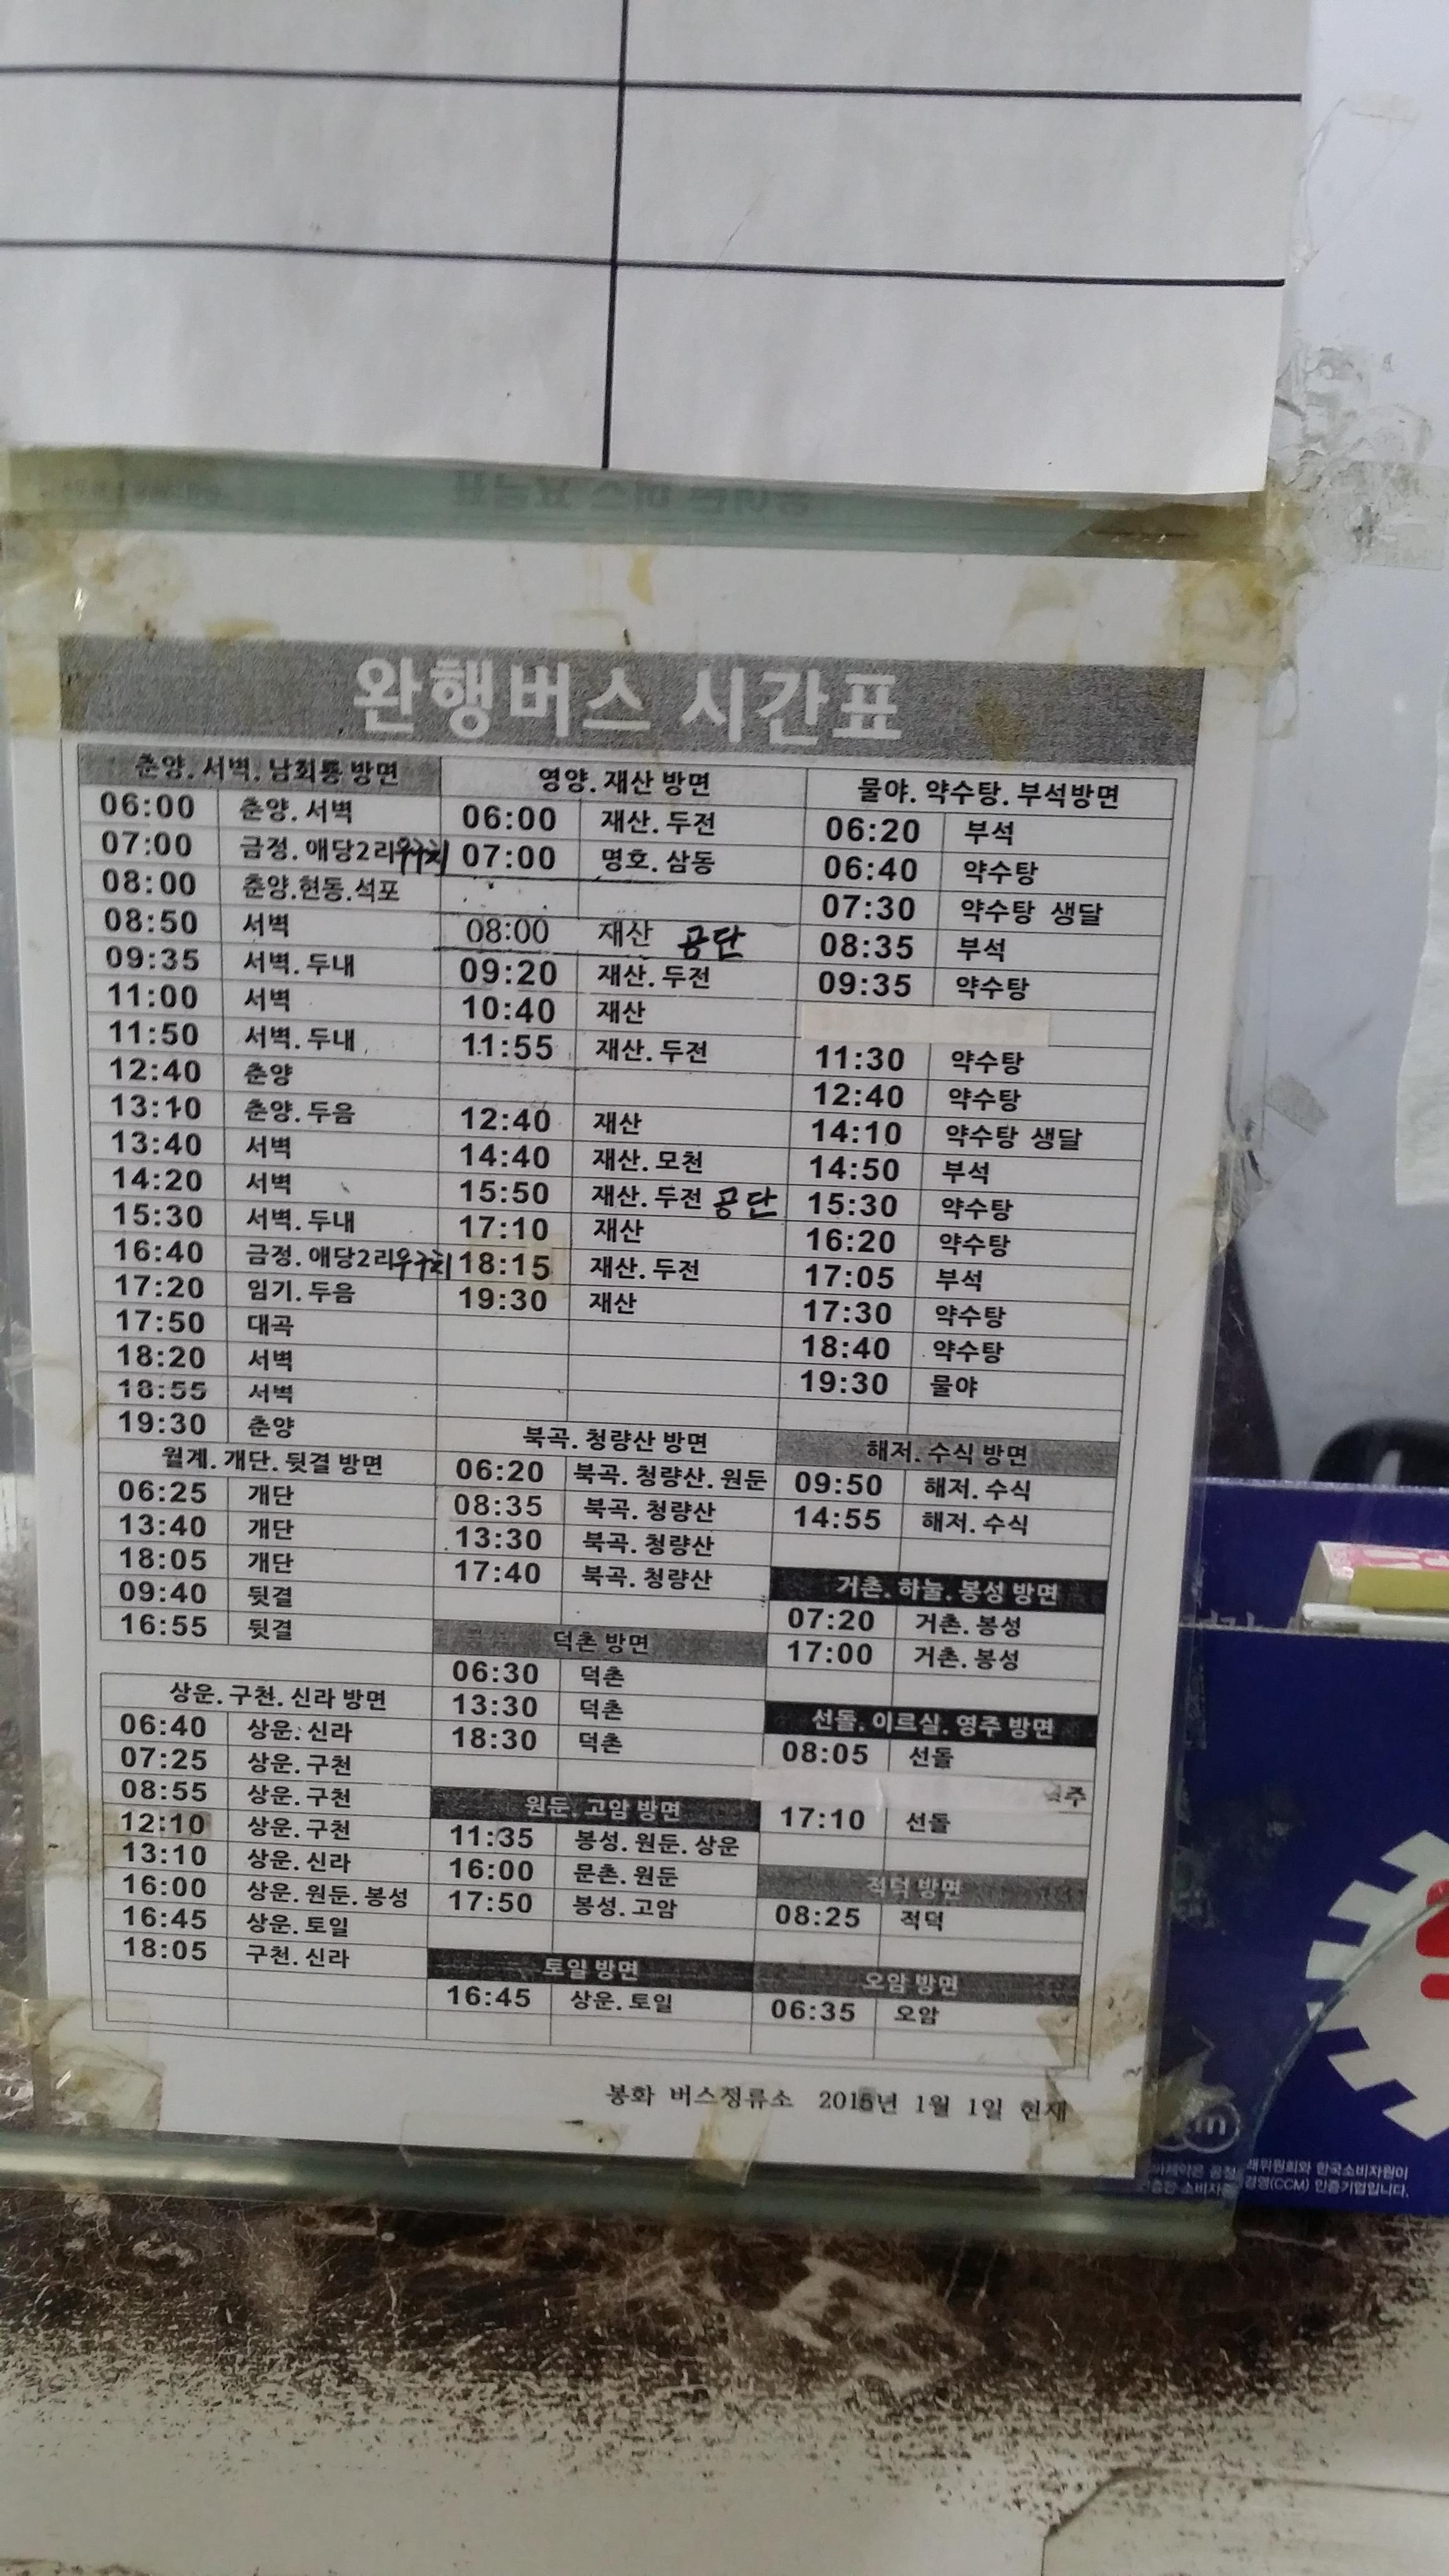 완행버스 시간표
춘양. 서벽. 남회룡 방면
06:00 춘양. 서벽
07:00 금정. 애당2리우구치
08:00 춘양.현동.석포
08:50 서벽
09:35 서벽. 두내
11:00 서벽
11:50 서벽. 두내
12:40 춘양
13:10 춘양. 두음
13:40 서벽
14:20 서벽
15:30 서벽. 두내
16:40 금정. 애당2리우구치
17:20 임기. 두음
17:50 대곡
18:20 서벽
18:55 서벽
19:30 춘양
월계. 개단. 뒷결 방면
06:25 개단
13:40 개단
18:05 개단
09:40 뒷결
16:55 뒷결
상운. 구천. 신라 방면
06:40 상운. 신라
07:25 상운. 구천
08:55 상운. 구천
12:10 상운. 구천
13:10 상운. 신라
16:00 상운. 원둔. 봉성
16:45 상운. 토일
18:05 구천. 신라
영양. 재산 방면
06:00 재산. 두전
07:00 명호. 삼동
08:00 재산 공단
09:20 재산. 두전
10:40 재산
11:55 재산. 두전
12:40 재산
14:40 재산. 모천
15:50 재산. 두전 공단
17:10 재산
18:15 재산. 두전
19:30 재산
북곡. 청량산 방면
06:20 북곡. 청량산. 원둔
08:35 북곡. 청량산
13:30 북곡. 청량산
17:40 북곡. 청량산
덕촌 방면
06:30 덕촌
13:30 덕촌
18:30 덕촌
원둔. 고암 방면
11:35 봉성. 원둔. 상운
16:00 문촌. 원둔
17:50 봉성. 고암
토일 방면
16:45 상운. 토일
물야. 약수탕. 부석방면
06:20 부석
06:40 약수탕
07:30 약수탕 생달
08:35 부석
09:35 약수탕
11:30 약수탕
12:40 약수탕
14:10 약수탕 생달
14:50 부석
15:30 약수탕
16:20 약수탕
17:05 부석
17:30 약수탕
18:40 약수탕
19:30 물야
해저. 수식 방면
09:50 해저. 수식
14:55 해저. 수식
거촌. 하눌. 봉성 방면
07:20 거촌. 봉성
17:00 거촌. 봉성
선돌. 이르실. 영주 방면
08:05 선돌
17:10 선돌
적덕 방면
08:25 적덕
오암 방면
06:35 오암
봉화 버스정류소 2015년 1월 1일 현재
한국소비자원이
경영(CCM) 인증기업입니다.